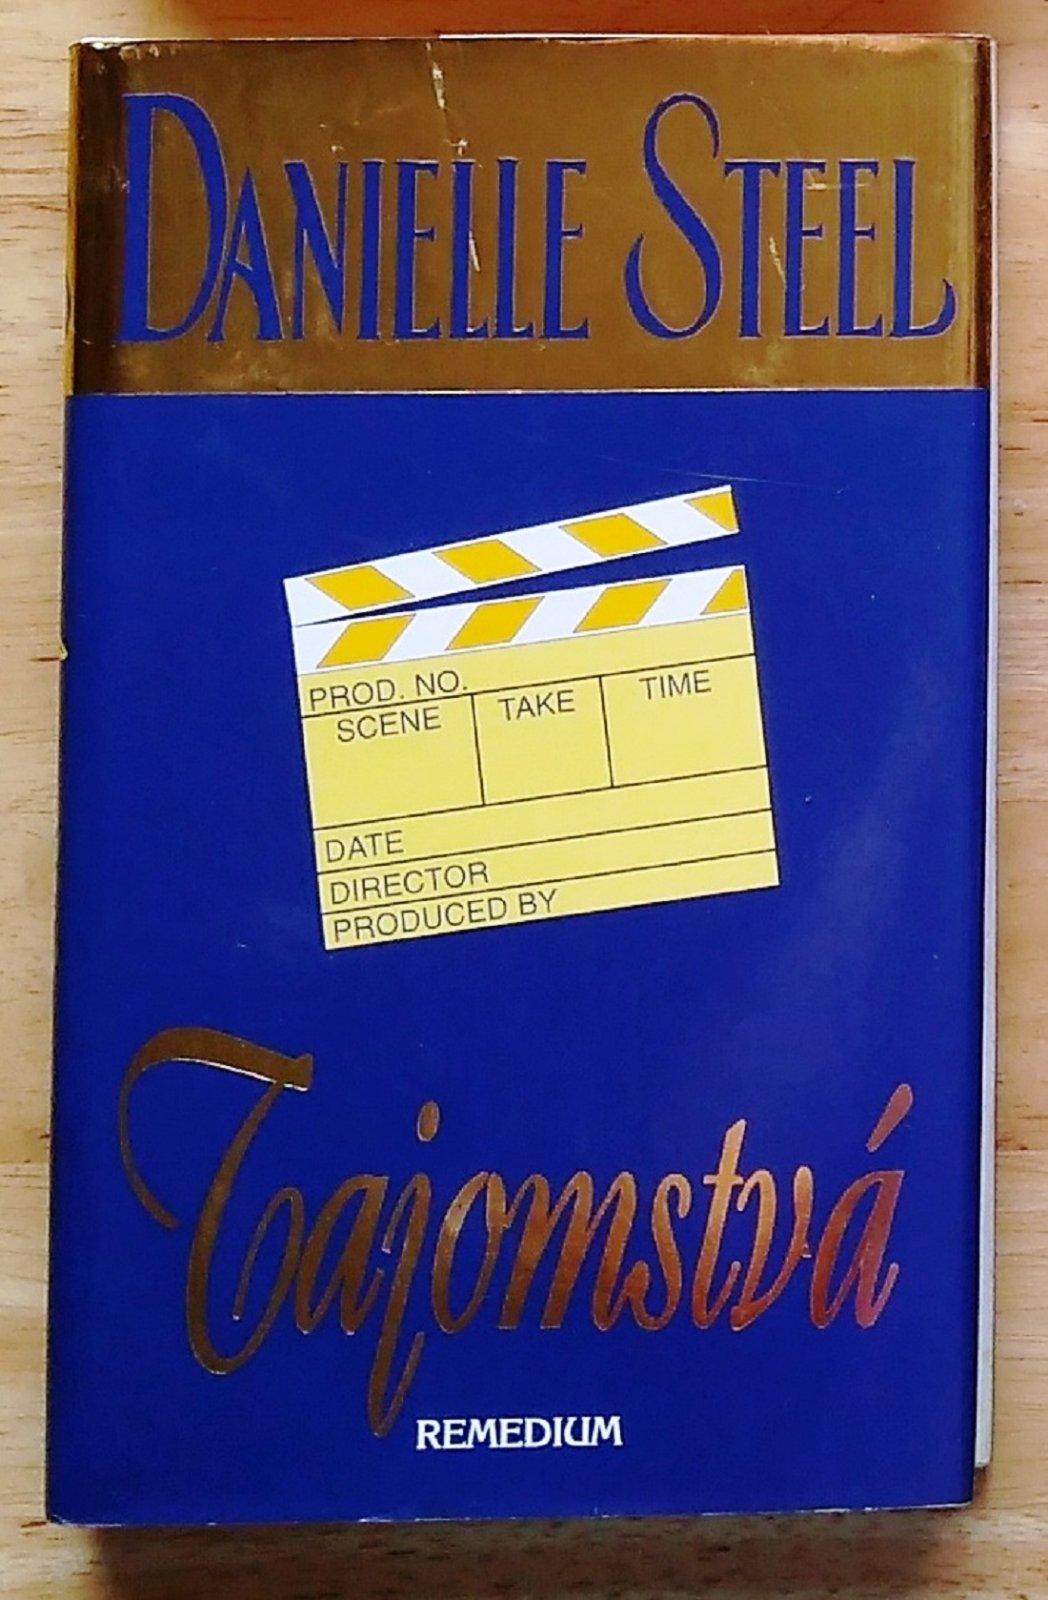 DANIELLE STEEL
PROD. NO.
SCENE TAKE TIME
DATE
DIRECTOR
PRODUCED BY
Tajomstvá
REMEDIUM